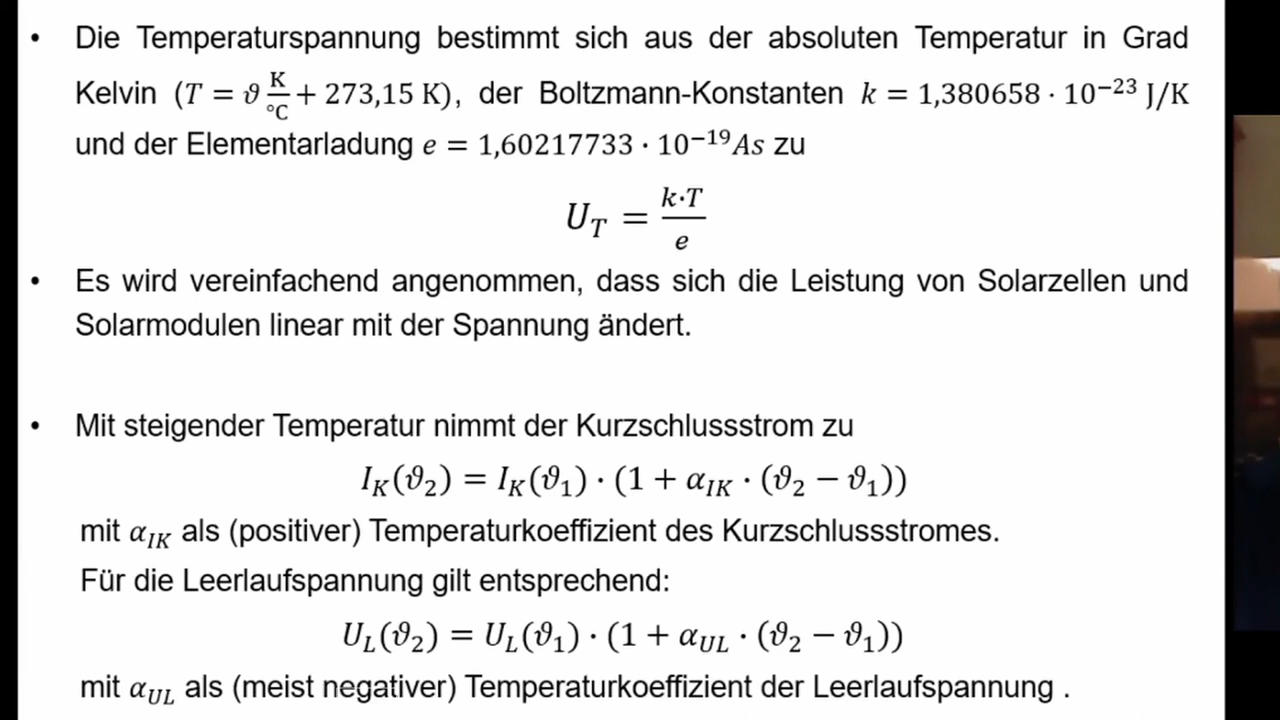 • Die Temperaturspannung bestimmt sich aus der absoluten Temperatur in Grad
Kelvin (T = ϑ K/°C + 273,15 K), der Boltzmann-Konstanten k = 1,380658 · 10⁻²³ J/K
und der Elementarladung e = 1,60217733 · 10⁻¹⁹As zu
U_T = k·T/e
• Es wird vereinfachend angenommen, dass sich die Leistung von Solarzellen und
Solarmodulen linear mit der Spannung ändert.
• Mit steigender Temperatur nimmt der Kurzschlussstrom zu
I_K(ϑ₂) = I_K(ϑ₁) · (1 + α_IK · (ϑ₂ − ϑ₁))
mit α_IK als (positiver) Temperaturkoeffizient des Kurzschlussstromes.
Für die Leerlaufspannung gilt entsprechend:
U_L(ϑ₂) = U_L(ϑ₁) · (1 + α_UL · (ϑ₂ − ϑ₁))
mit α_UL als (meist negativer) Temperaturkoeffizient der Leerlaufspannung .